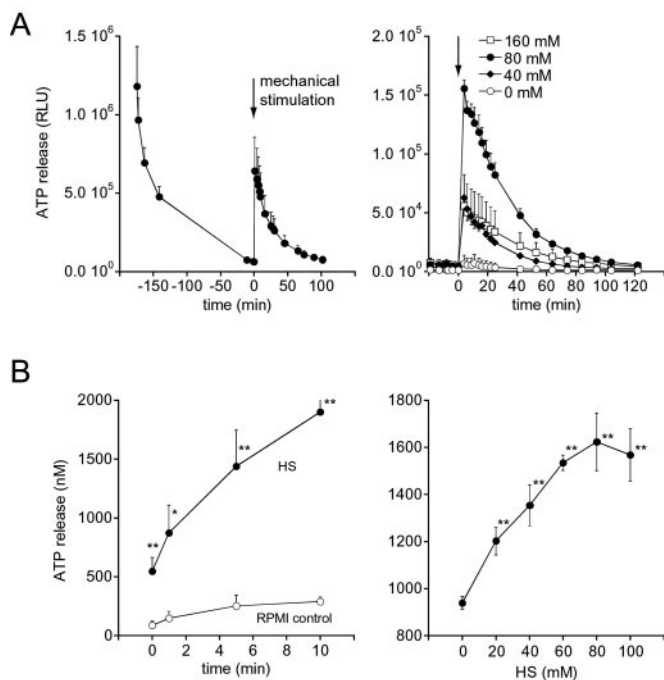 A
1.5 10⁶
1.0 10⁶
5.0 10⁵
0.0 10⁰
ATP release (RLU)
mechanical
stimulation
-150 -100 -50 0 50 100
time (min)
2.0 10⁵
1.5 10⁵
1.0 10⁵
5.0 10⁴
0.0 10⁰
160 mM
80 mM
40 mM
0 mM
0 20 40 60 80 100 120
time (min)
B
2000
1500
1000
500
0
ATP release (nM)
**
*
**
**
HS
RPMI control
0 2 4 6 8 10
time (min)
1800
1600
1400
1200
1000
800
**
**
**
**
**
0 20 40 60 80 100
HS (mM)